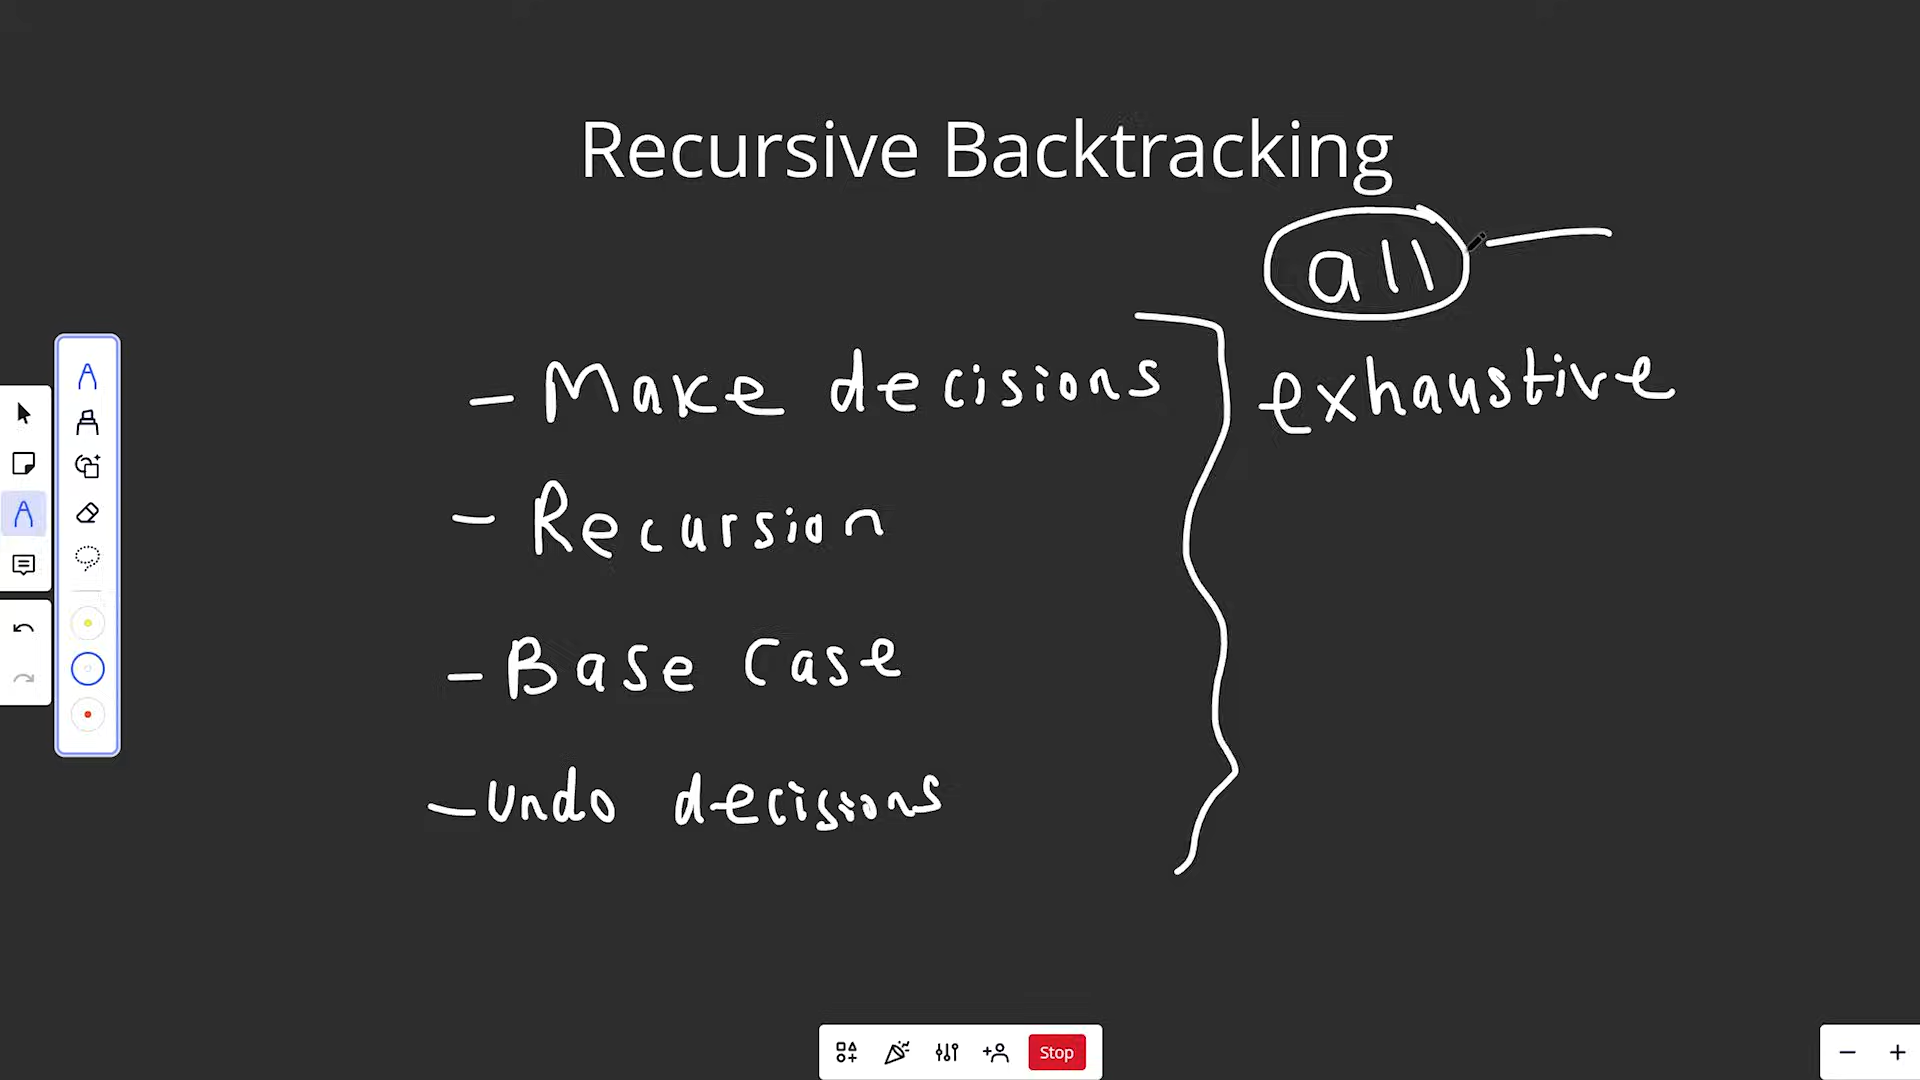 Recursive Backtracking
all
- Make decisions
exhaustive
- Recursion
- Base Case
- Undo decisions
Stop